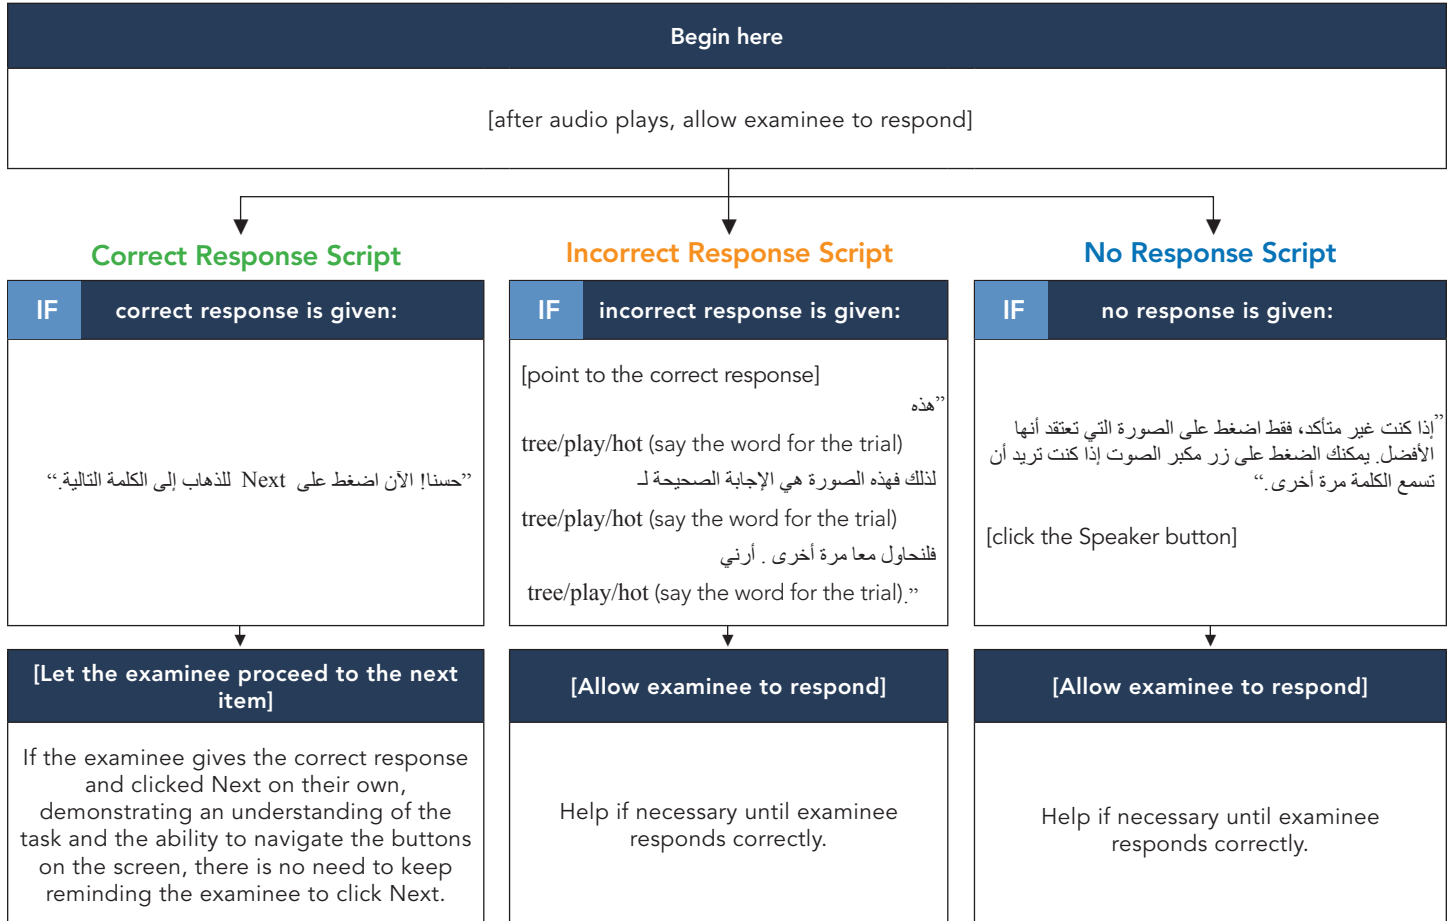 Begin here
[after audio plays, allow examinee to respond]
Correct Response Script
IF correct response is given:
”حسنا! الآن اضغط على Next للذهاب إلى الكلمة التالية.“
[Let the examinee proceed to the next
item]
If the examinee gives the correct response
and clicked Next on their own,
demonstrating an understanding of the
task and the ability to navigate the buttons
on the screen, there is no need to keep
reminding the examinee to click Next.
Incorrect Response Script
IF incorrect response is given:
[point to the correct response]
”هذه
tree/play/hot (say the word for the trial)
لذلك فهذه الصورة هي الإجابة الصحيحة لـ
tree/play/hot (say the word for the trial)
فلنحاول معا مرة أخرى . أرني
tree/play/hot (say the word for the trial).”
[Allow examinee to respond]
Help if necessary until examinee
responds correctly.
No Response Script
IF no response is given:
”إذا كنت غير متأكد، فقط اضغط على الصورة التي تعتقد أنها
الأفضل. يمكنك الضغط على زر مكبر الصوت إذا كنت تريد أن
تسمع الكلمة مرة أخرى.“
[click the Speaker button]
[Allow examinee to respond]
Help if necessary until examinee
responds correctly.